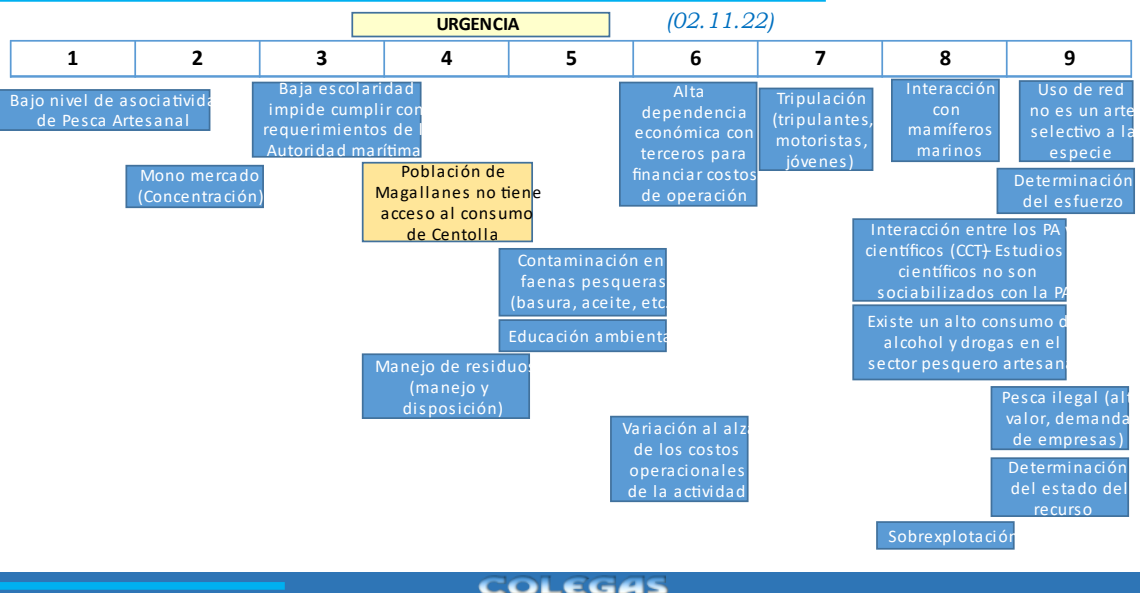 URGENCIA
(02.11.22)
1 2 3 4 5 6 7 8 9
Bajo nivel de asociativida
de Pesca Artesanal
Mono mercado
(Concentración)
Baja escolaridad
impide cumplir con
requerimientos de l
Autoridad marítima
Población de
Magallanes no tiene
acceso al consumo
de Centolla
Contaminación en
faenas pesqueras
(basura, aceite, etc.
Educación ambienta
Manejo de residuos
(manejo y
disposición)
Alta
dependencia
económica con
terceros para
financiar costos
de operación
Variación al alza
de los costos
operacionales
de la actividad
Tripulación
(tripulantes,
motoristas,
jóvenes)
Interacción
con
mamíferos
marinos
Uso de red
no es un arte
selectivo a la
especie
Determinación
del esfuerzo
Interacción entre los PA y
científicos (CCT)- Estudios
científicos no son
sociabilizados con la PA
Existe un alto consumo d
alcohol y drogas en el
sector pesquero artesana
Pesca ilegal (alt
valor, demanda
de empresas)
Determinación
del estado del
recurso
Sobrexplotación
COLEGAS